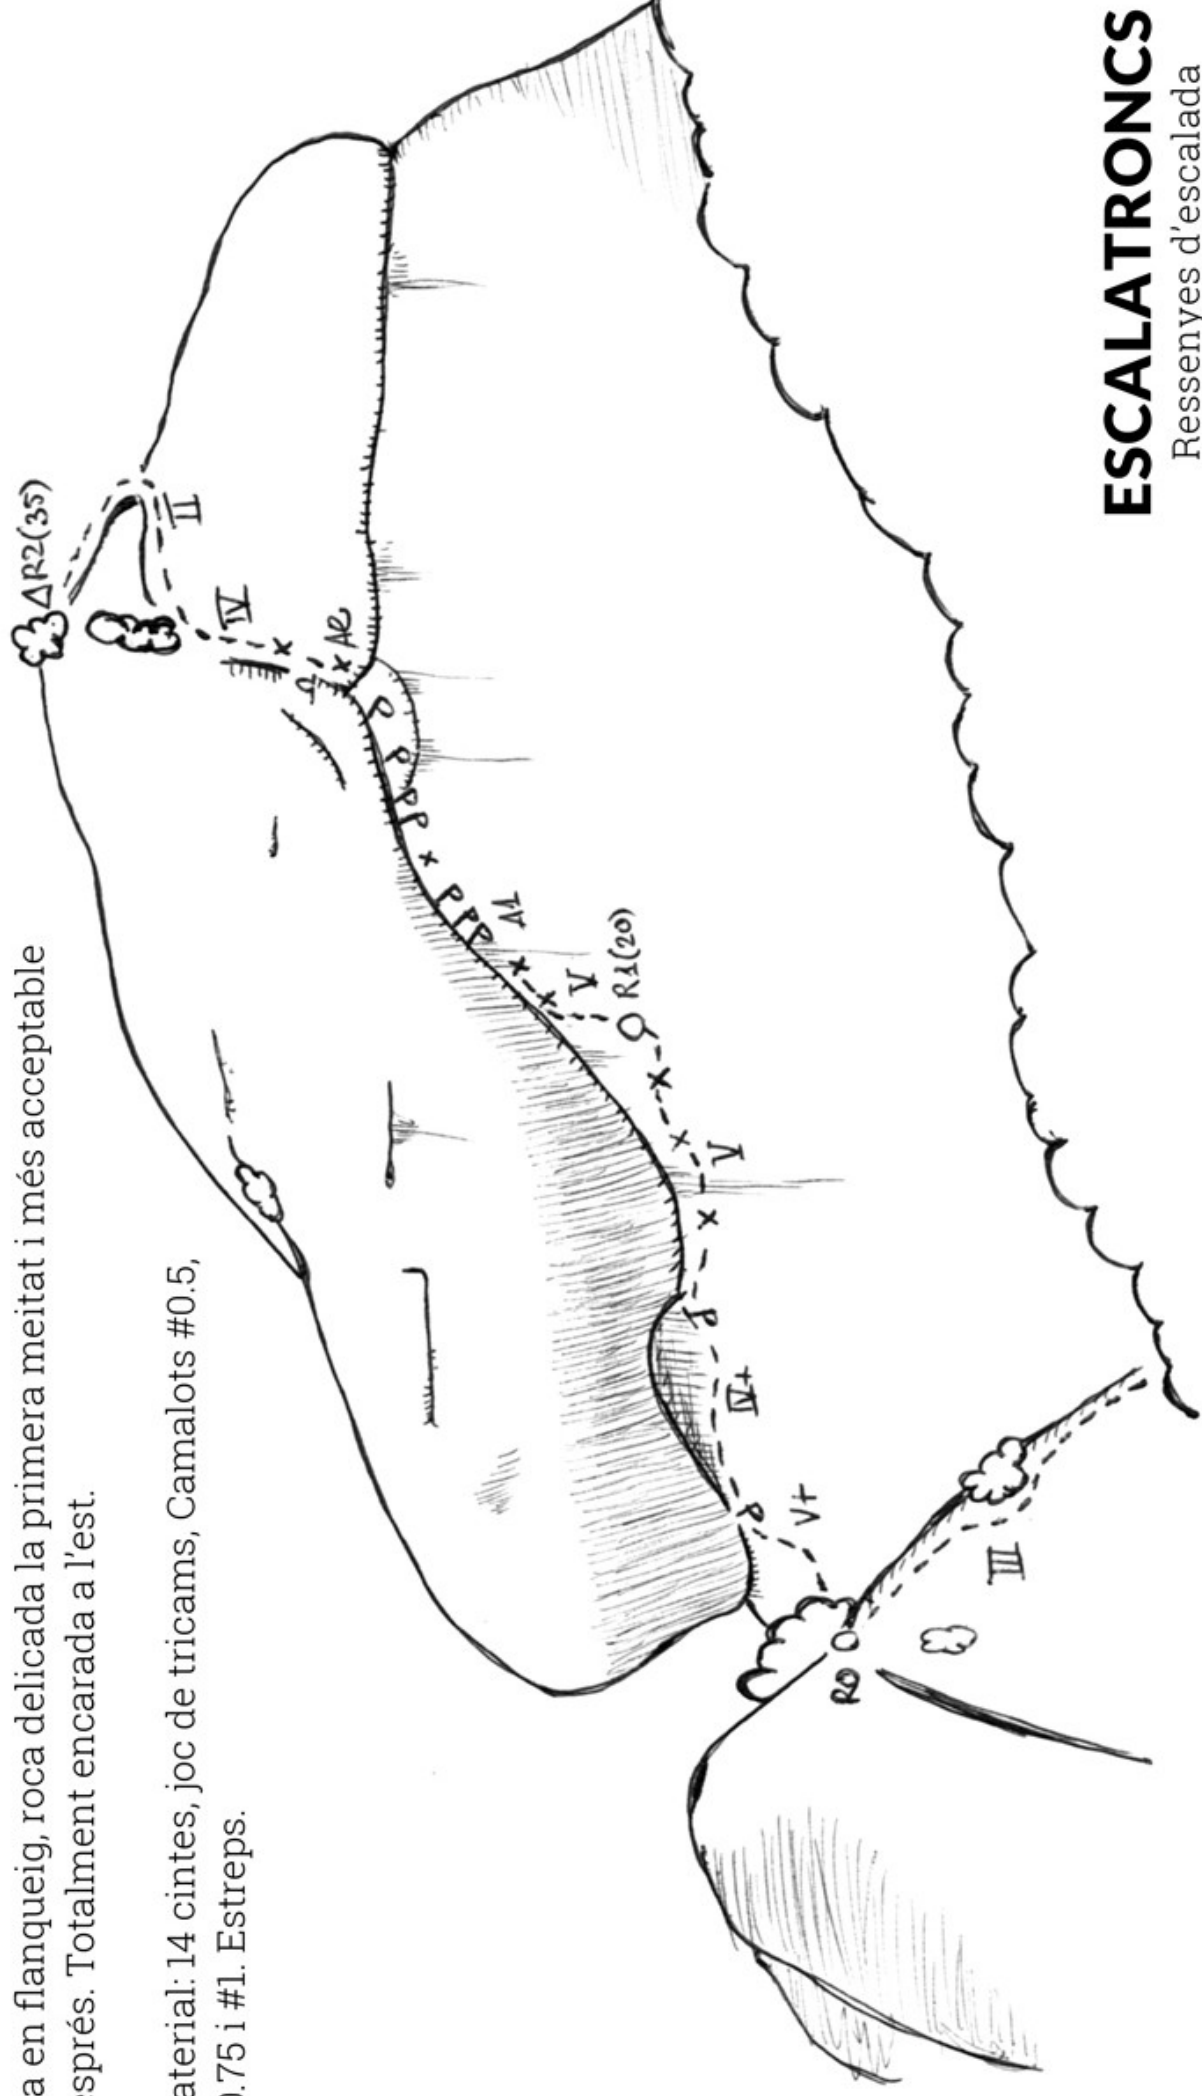 a en flanqueig, roca delicada la primera meitat i més acceptable
sprés. Totalment encarada a l'est.
aterial: 14 cintes, joc de tricams, Camalots #0.5,
0.75 i #1. Estreps.
R0
III
V+
P
IV+
P
x
V
x
x
R1(20)
V
x
x
A1
P P P
x
P P
P
P
x
Ae
x
IV
II
R2(35)
ESCALATRONCS
Ressenyes d'escalada